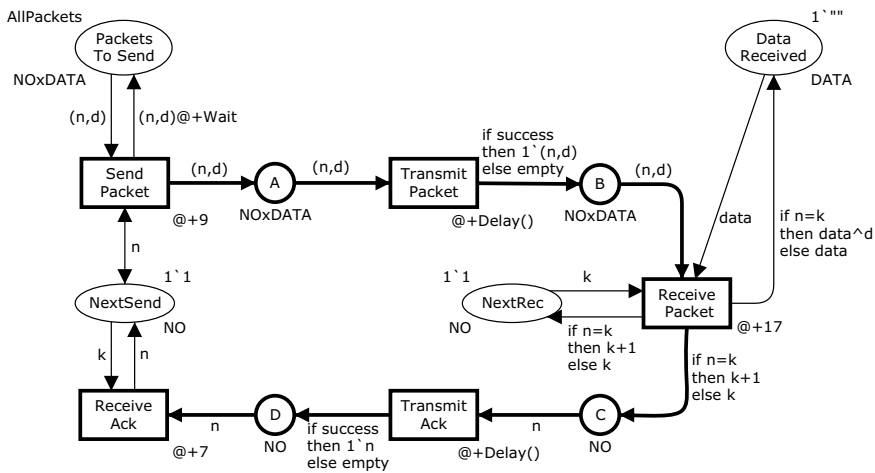 AllPackets
Packets
To Send
NOxDATA
1`""
Data
Received
DATA
(n,d)
(n,d)@+Wait
Send
Packet
@+9
(n,d)
A
NOxDATA
(n,d)
Transmit
Packet
@+Delay()
if success
then 1`(n,d)
else empty
B
NOxDATA
(n,d)
data
if n=k
then data^d
else data
n
1`1
NextSend
NO
1`1
NextRec
NO
k
if n=k
then k+1
else k
Receive
Packet
@+17
if n=k
then k+1
else k
k
n
Receive
Ack
@+7
n
D
NO
if success
then 1`n
else empty
Transmit
Ack
@+Delay()
n
C
NO